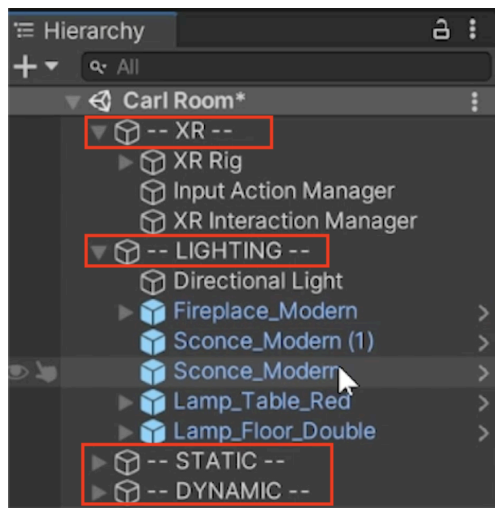 Hierarchy
All
Carl Room*
-- XR --
XR Rig
Input Action Manager
XR Interaction Manager
-- LIGHTING --
Directional Light
Fireplace_Modern
Sconce_Modern (1)
Sconce_Modern
Lamp_Table_Red
Lamp_Floor_Double
-- STATIC --
-- DYNAMIC --